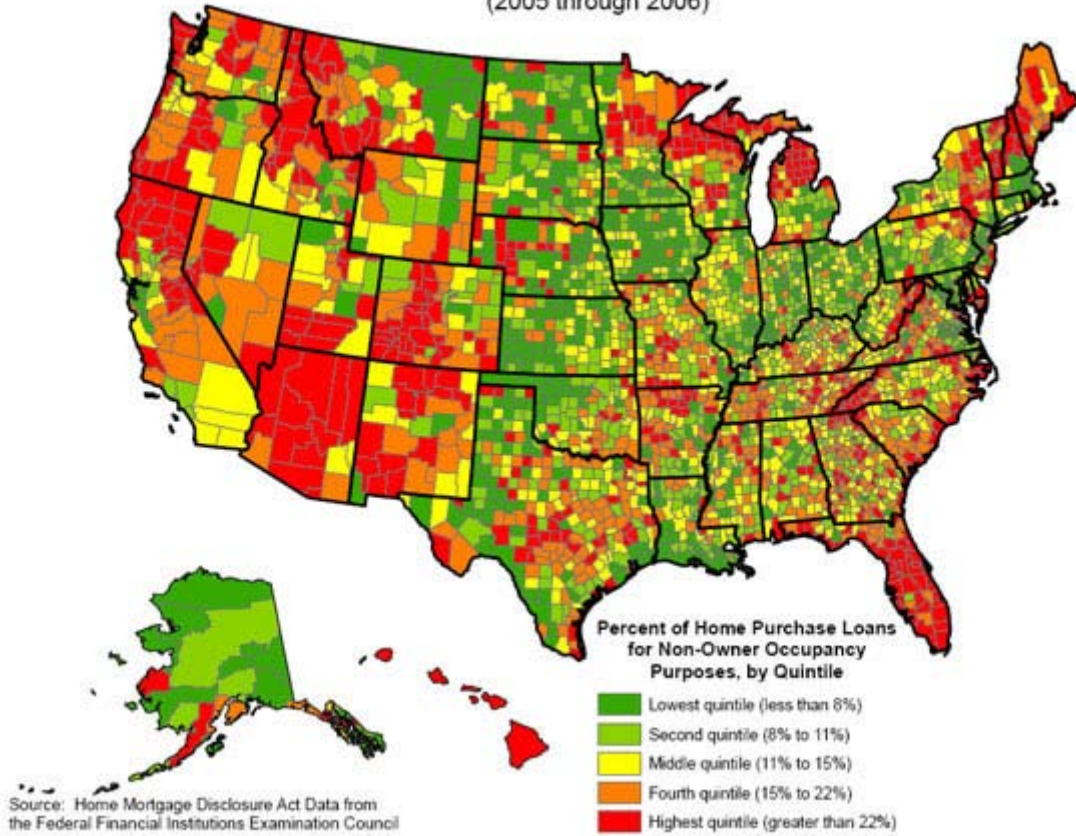 (2005 through 2006)
Percent of Home Purchase Loans
for Non-Owner Occupancy
Purposes, by Quintile
Lowest quintile (less than 8%)
Second quintile (8% to 11%)
Middle quintile (11% to 15%)
Fourth quintile (15% to 22%)
Highest quintile (greater than 22%)
Source: Home Mortgage Disclosure Act Data from
the Federal Financial Institutions Examination Council